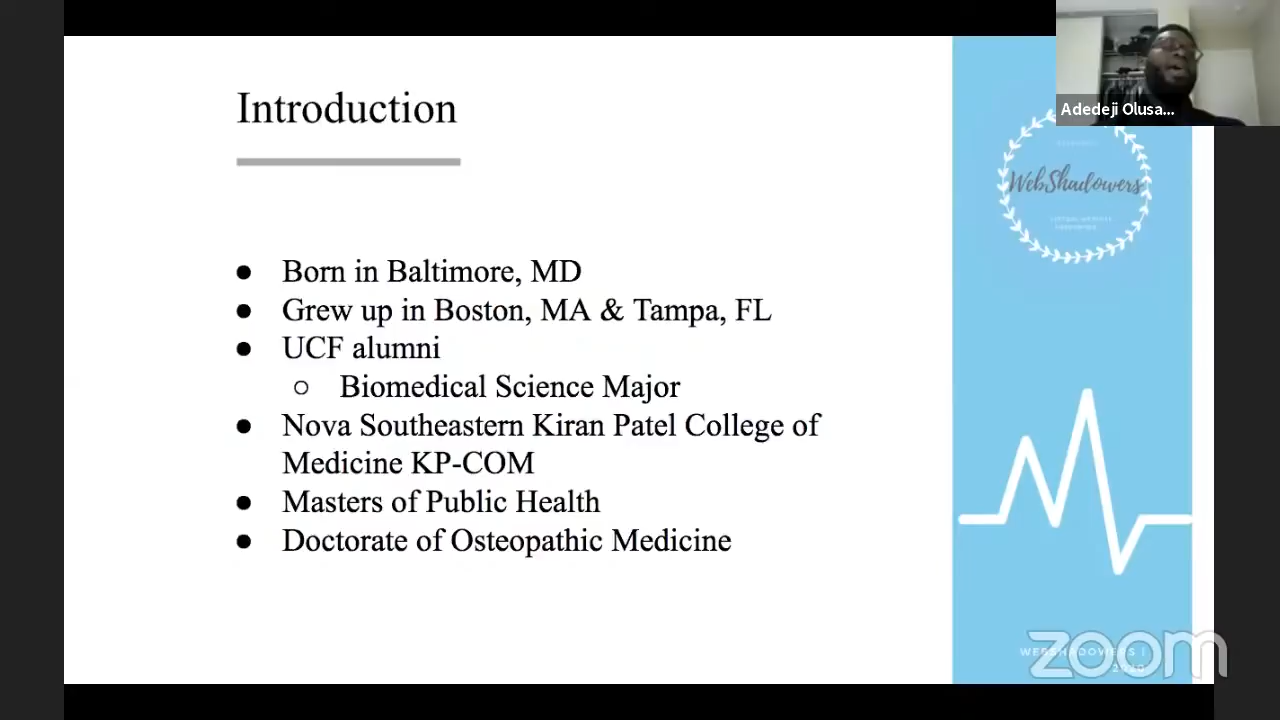 Introduction
● Born in Baltimore, MD
● Grew up in Boston, MA & Tampa, FL
● UCF alumni
○ Biomedical Science Major
● Nova Southeastern Kiran Patel College of
Medicine KP-COM
● Masters of Public Health
● Doctorate of Osteopathic Medicine
Adedeji Olusa...
WebShadowers
WEBSHADOWERS |
2020
zoom